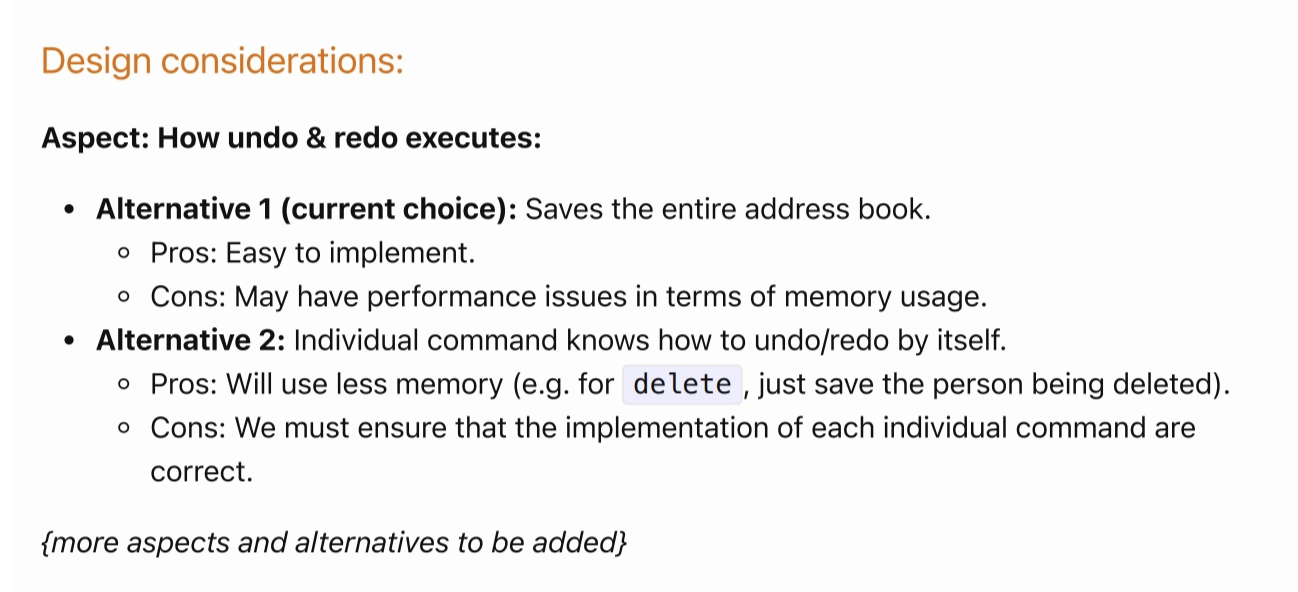 Design considerations:
Aspect: How undo & redo executes:
• Alternative 1 (current choice): Saves the entire address book.
◦ Pros: Easy to implement.
◦ Cons: May have performance issues in terms of memory usage.
• Alternative 2: Individual command knows how to undo/redo by itself.
◦ Pros: Will use less memory (e.g. for delete, just save the person being deleted).
◦ Cons: We must ensure that the implementation of each individual command are
correct.
{more aspects and alternatives to be added}